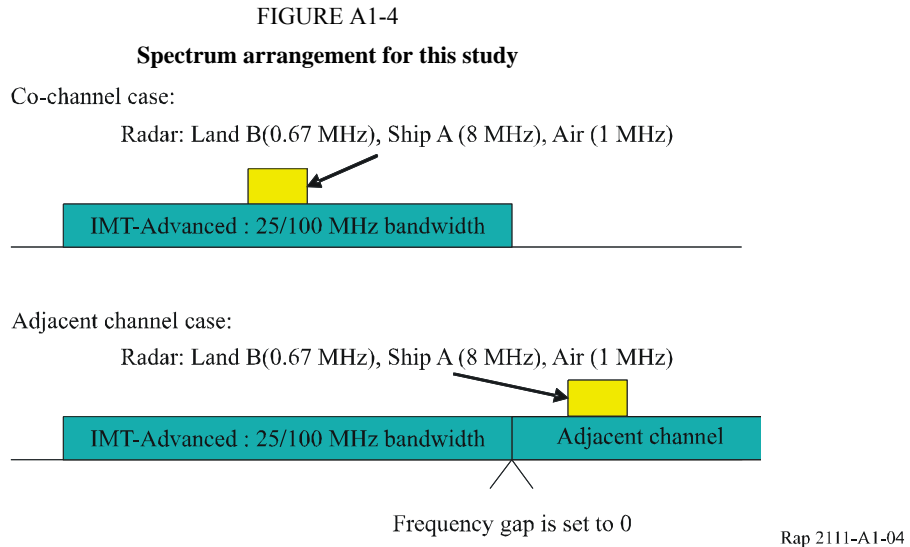 FIGURE A1-4
Spectrum arrangement for this study
Co-channel case:
Radar: Land B(0.67 MHz), Ship A (8 MHz), Air (1 MHz)
IMT-Advanced : 25/100 MHz bandwidth
Adjacent channel case:
Radar: Land B(0.67 MHz), Ship A (8 MHz), Air (1 MHz)
IMT-Advanced : 25/100 MHz bandwidth
Adjacent channel
Frequency gap is set to 0
Rap 2111-A1-04